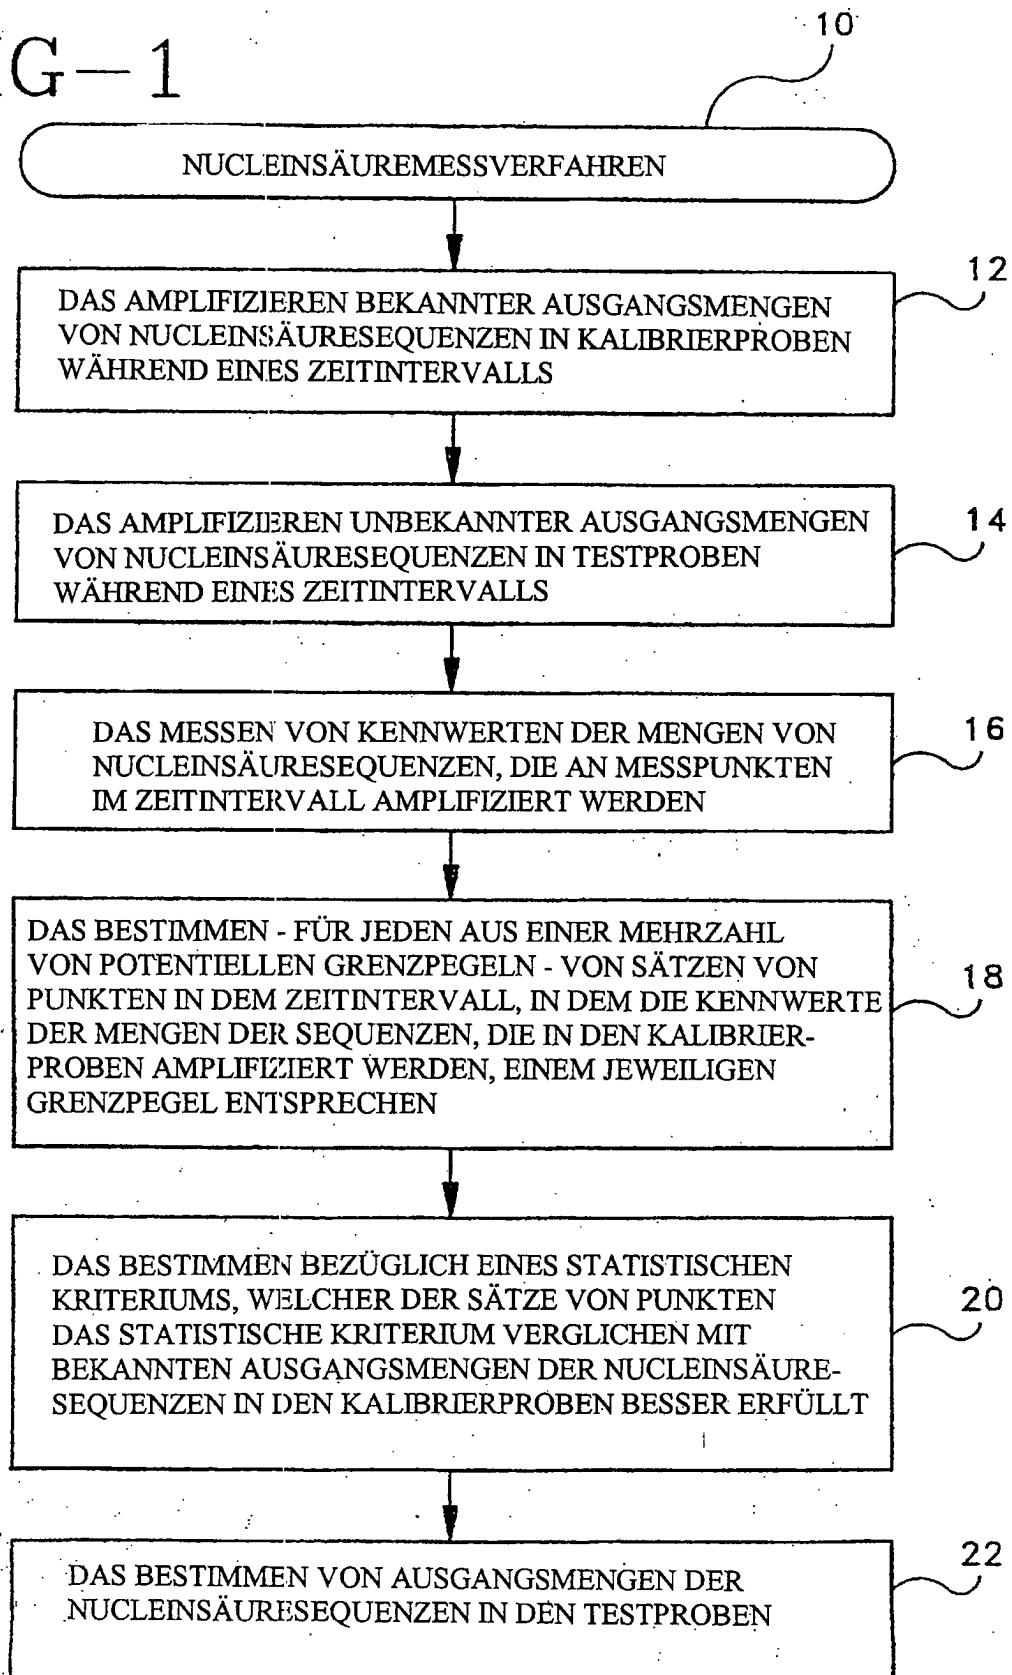 G-1
10
NUCLEINSÄUREMESSVERFAHREN
12
DAS AMPLIFIZIEREN BEKANNTER AUSGANGSMENGEN
VON NUCLEINSÄURESEQUENZEN IN KALIBRIERPROBEN
WÄHREND EINES ZEITINTERVALLS
14
DAS AMPLIFIZIEREN UNBEKANNTER AUSGANGSMENGEN
VON NUCLEINSÄURESEQUENZEN IN TESTPROBEN
WÄHREND EINES ZEITINTERVALLS
16
DAS MESSEN VON KENNWERTEN DER MENGEN VON
NUCLEINSÄURESEQUENZEN, DIE AN MESSPUNKTEN
IM ZEITINTERVALL AMPLIFIZIERT WERDEN
18
DAS BESTIMMEN - FÜR JEDEN AUS EINER MEHRZAHL
VON POTENTIELLEN GRENZPEGELN - VON SÄTZEN VON
PUNKTEN IN DEM ZEITINTERVALL, IN DEM DIE KENNWERTE
DER MENGEN DER SEQUENZEN, DIE IN DEN KALIBRIER-
PROBEN AMPLIFIZIERT WERDEN, EINEM JEWEILIGEN
GRENZPEGEL ENTSPRECHEN
20
DAS BESTIMMEN BEZÜGLICH EINES STATISTISCHEN
KRITERIUMS, WELCHER DER SÄTZE VON PUNKTEN
DAS STATISTISCHE KRITERIUM VERGLICHEN MIT
BEKANNTEN AUSGANGSMENGEN DER NUCLEINSÄURE-
SEQUENZEN IN DEN KALIBRIERPROBEN BESSER ERFÜLLT
22
DAS BESTIMMEN VON AUSGANGSMENGEN DER
NUCLEINSÄURESEQUENZEN IN DEN TESTPROBEN